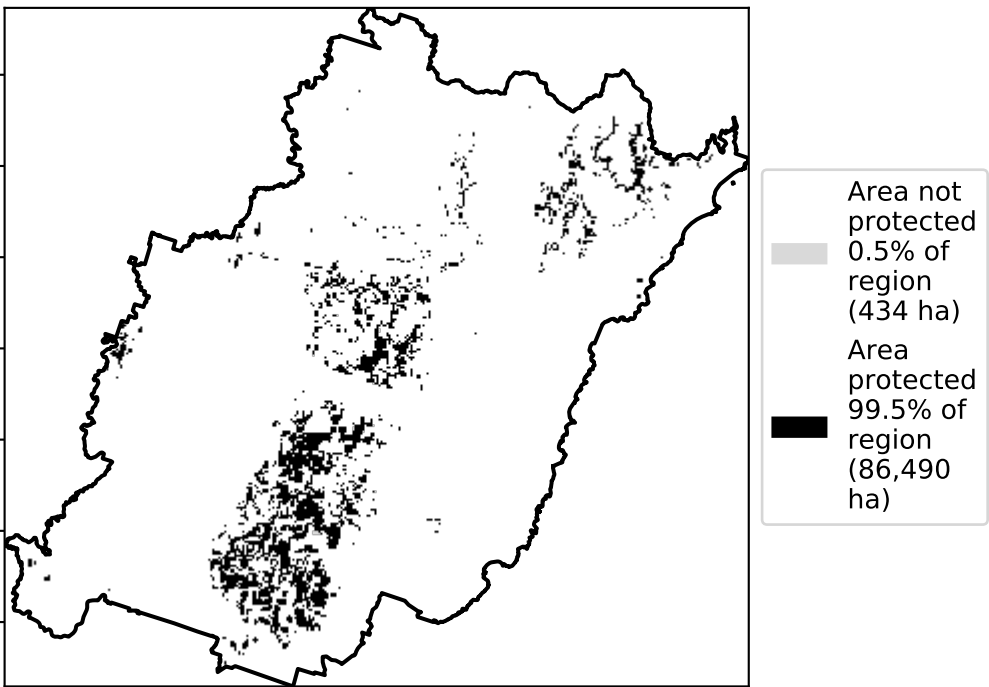 Area not
protected
0.5% of
region
(434 ha)
Area
protected
99.5% of
region
(86,490
ha)